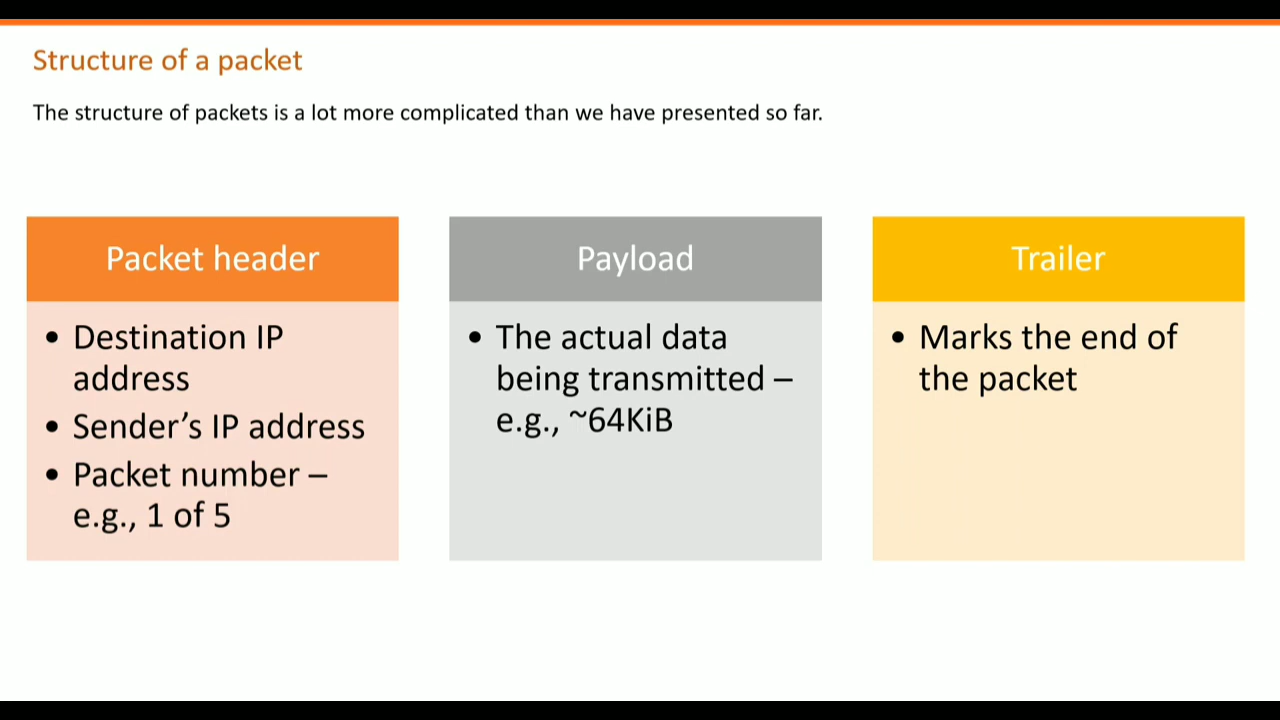 Structure of a packet
The structure of packets is a lot more complicated than we have presented so far.
Packet header
• Destination IP
address
• Sender’s IP address
• Packet number –
e.g., 1 of 5
Payload
• The actual data
being transmitted –
e.g., ~64KiB
Trailer
• Marks the end of
the packet